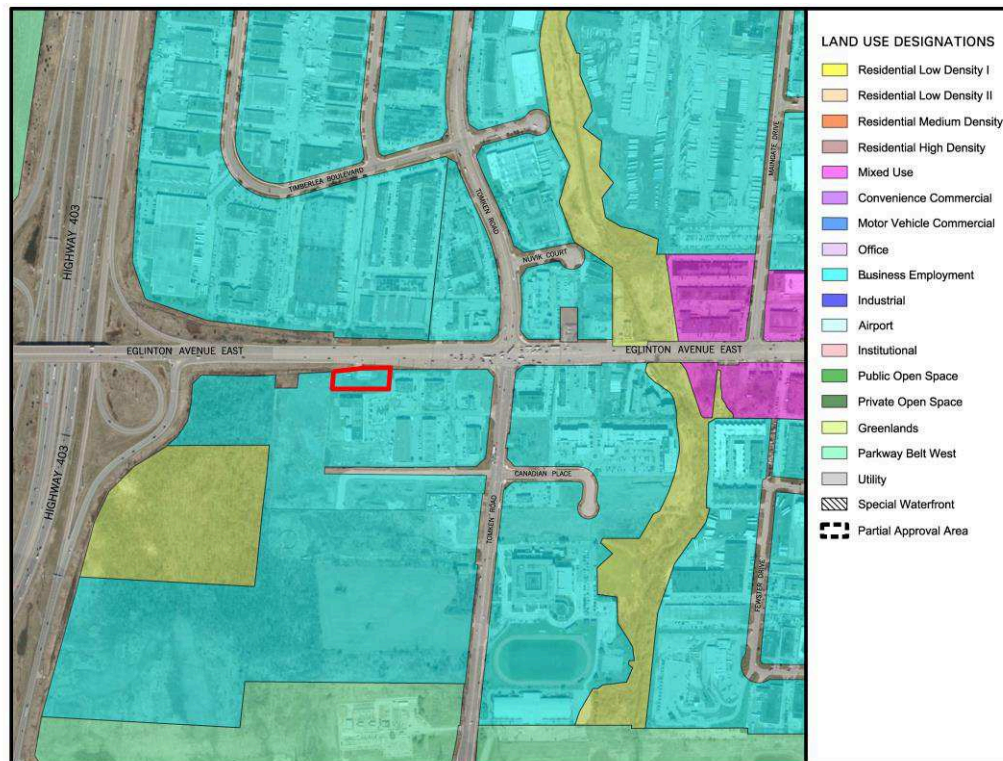 LAND USE DESIGNATIONS
Residential Low Density I
Residential Low Density II
Residential Medium Density
Residential High Density
Mixed Use
Convenience Commercial
Motor Vehicle Commercial
Office
Business Employment
Industrial
Airport
Institutional
Public Open Space
Private Open Space
Greenlands
Parkway Belt West
Utility
Special Waterfront
Partial Approval Area
MAINGATE DRIVE
TIMBERLEA BOULEVARD
TOMKEN ROAD
HIGHWAY 403
NUVIK COURT
EGLINTON AVENUE EAST
EGLINTON AVENUE EAST
HIGHWAY 403
CANADIAN PLACE
TOMKEN ROAD
FEWSTER DRIVE